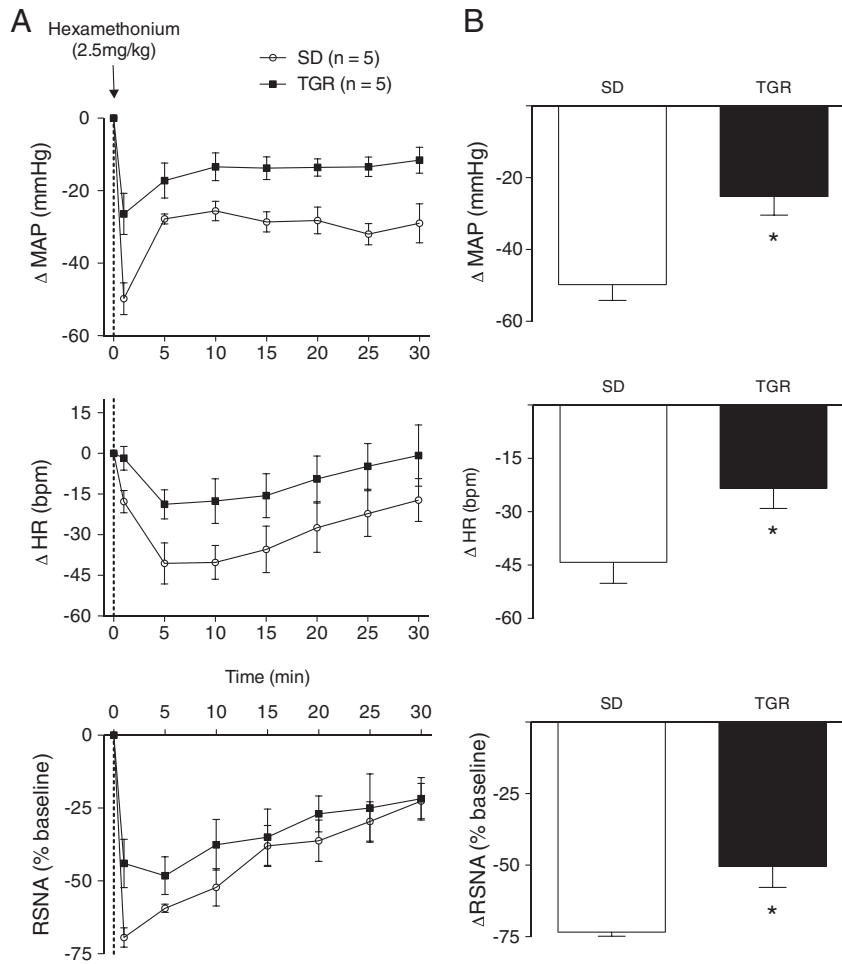 A
B
Hexamethonium
(2.5mg/kg)
SD (n = 5)
TGR (n = 5)
0
-20
-40
-60
Δ MAP (mmHg)
0 5 10 15 20 25 30
SD TGR
0
-20
-40
-60
Δ MAP (mmHg)
*
15
0
-15
-30
-45
-60
Δ HR (bpm)
0 5 10 15 20 25 30
SD TGR
-15
-30
-45
-60
Δ HR (bpm)
*
Time (min)
0 5 10 15 20 25 30
0
-25
-50
-75
RSNA (% baseline)
SD TGR
-25
-50
-75
ΔRSNA (% baseline)
*